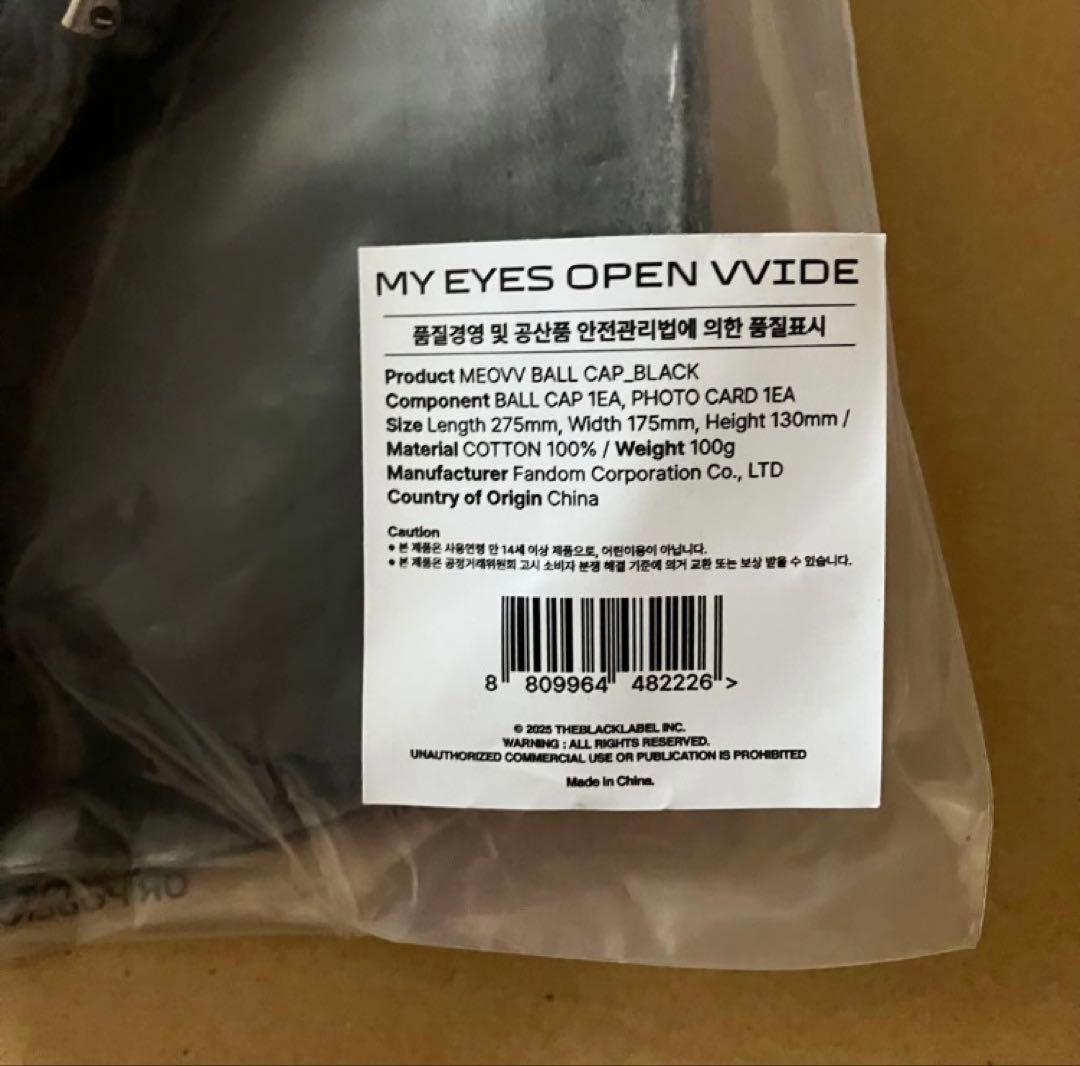 MY EYES OPEN VVIDE
품질경영 및 공산품 안전관리법에 의한 품질표시
Product MEOVV BALL CAP_BLACK
Component BALL CAP 1EA, PHOTO CARD 1EA
Size Length 275mm, Width 175mm, Height 130mm /
Material COTTON 100% / Weight 100g
Manufacturer Fandom Corporation Co., LTD
Country of Origin China
Caution
• 본 제품은 사용연령 만 14세 이상 제품으로, 어린이용이 아닙니다.
• 본 제품은 공정거래위원회 고시 소비자 분쟁 해결 기준에 의거 교환 또는 보상 받을 수 있습니다.
8 809964 482226 >
© 2025 THEBLACKLABEL INC.
WARNING : ALL RIGHTS RESERVED.
UNAUTHORIZED COMMERCIAL USE OR PUBLICATION IS PROHIBITED
Made in China.